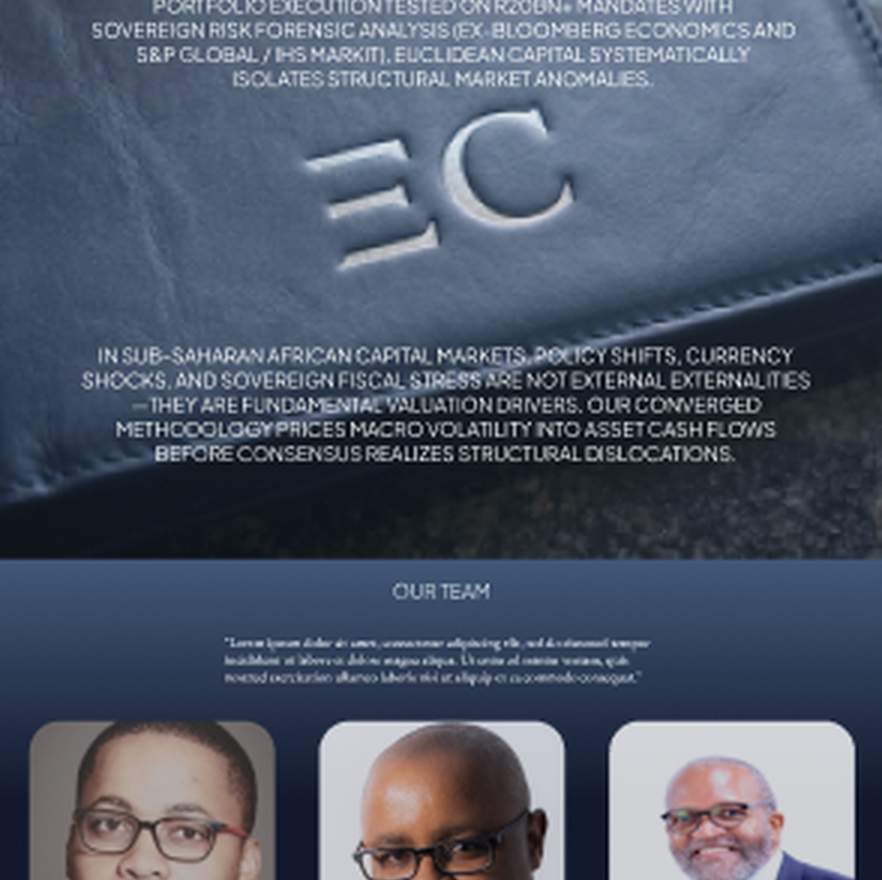 PORTFOLIO EXECUTION TESTED ON R20BN+ MANDATES WITH
SOVEREIGN RISK FORENSIC ANALYSIS (EX-BLOOMBERG ECONOMICS AND
S&P GLOBAL / IHS MARKIT), EUCLIDEAN CAPITAL SYSTEMATICALLY
ISOLATES STRUCTURAL MARKET ANOMALIES.
ΞC
IN SUB-SAHARAN AFRICAN CAPITAL MARKETS, POLICY SHIFTS, CURRENCY
SHOCKS, AND SOVEREIGN FISCAL STRESS ARE NOT EXTERNAL EXTERNALITIES
—THEY ARE FUNDAMENTAL VALUATION DRIVERS. OUR CONVERGED
METHODOLOGY PRICES MACRO VOLATILITY INTO ASSET CASH FLOWS
BEFORE CONSENSUS REALIZES STRUCTURAL DISLOCATIONS.
OUR TEAM
"Lorem ipsum dolor sit amet, consectetur adipiscing elit, sed do eiusmod tempor
incididunt ut labore et dolore magna aliqua. Ut enim ad minim veniam, quis
nostrud exercitation ullamco laboris nisi ut aliquip ex ea commodo consequat."